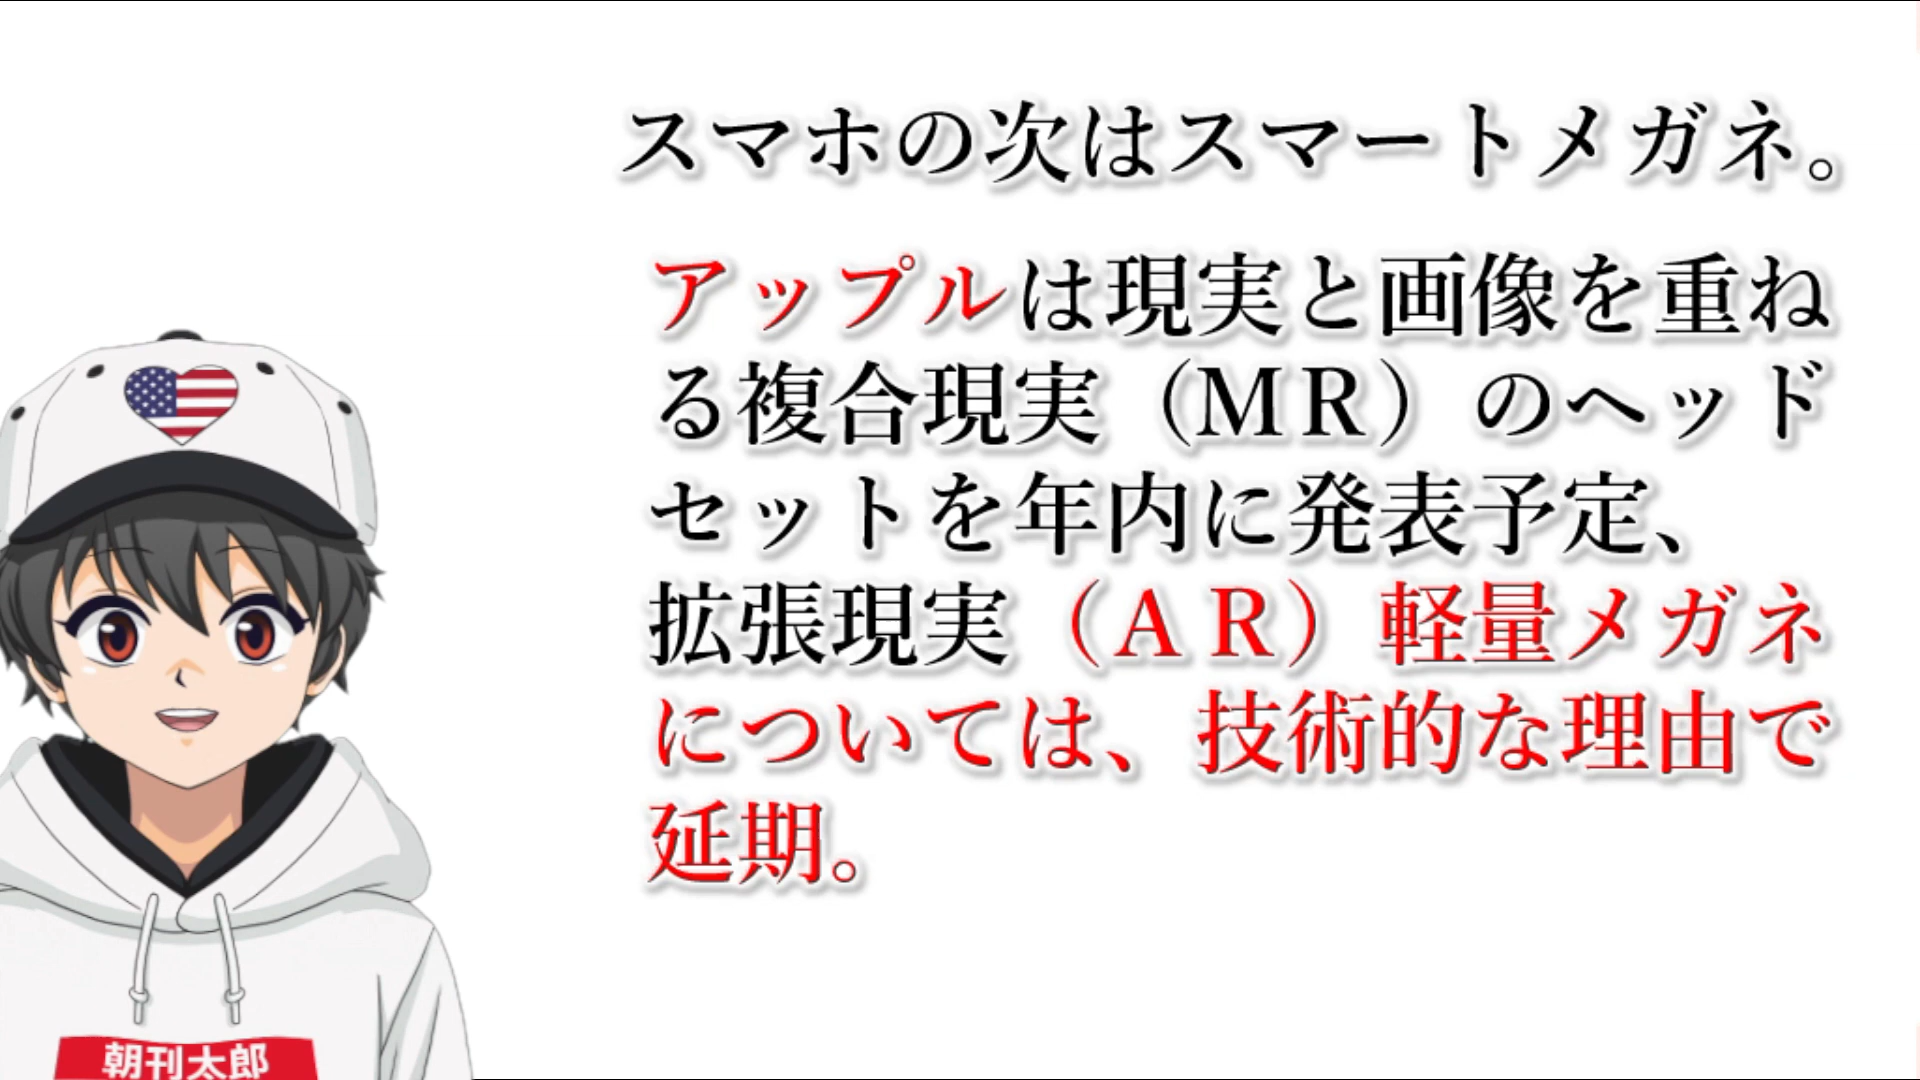 スマホの次はスマートメガネ。
アップルは現実と画像を重ね
る複合現実（ＭＲ）のヘッド
セットを年内に発表予定、
拡張現実（ＡＲ）軽量メガネ
については、技術的な理由で
延期。
朝刊太郎